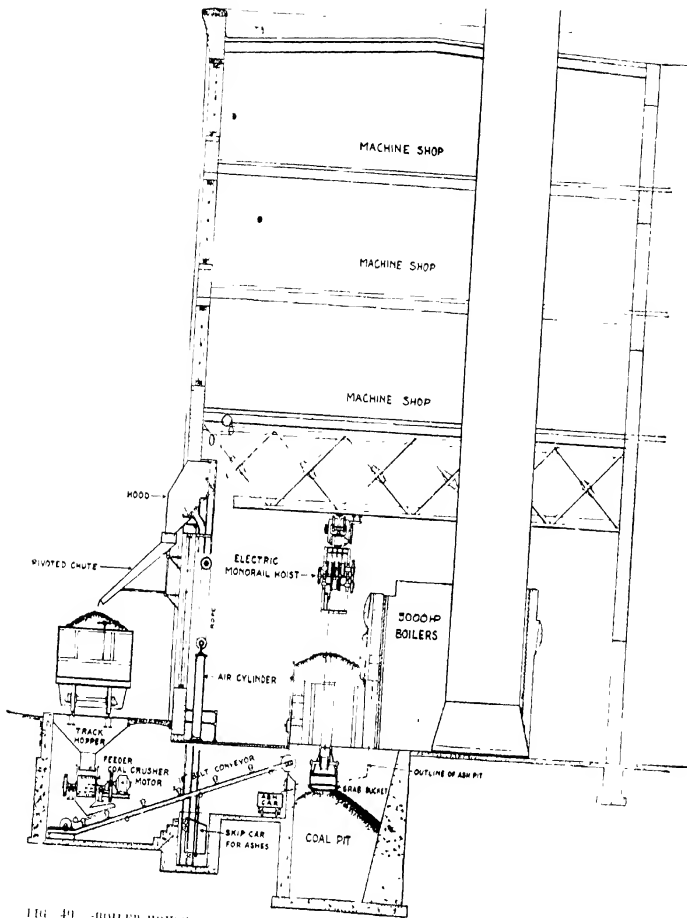 MACHINE SHOP
MACHINE SHOP
MACHINE SHOP
HOOD
PIVOTED CHUTE
ELECTRIC
MONORAIL HOIST
ROPE
AIR CYLINDER
BOILERS
TRACK
HOPPER
FEEDER
COAL CRUSHER
MOTOR
BELT CONVEYOR
ASH
CAR
SKIP CAR
FOR ASHES
GRAB BUCKET
OUTLINE OF ASH PIT
COAL PIT
FIG. 49.